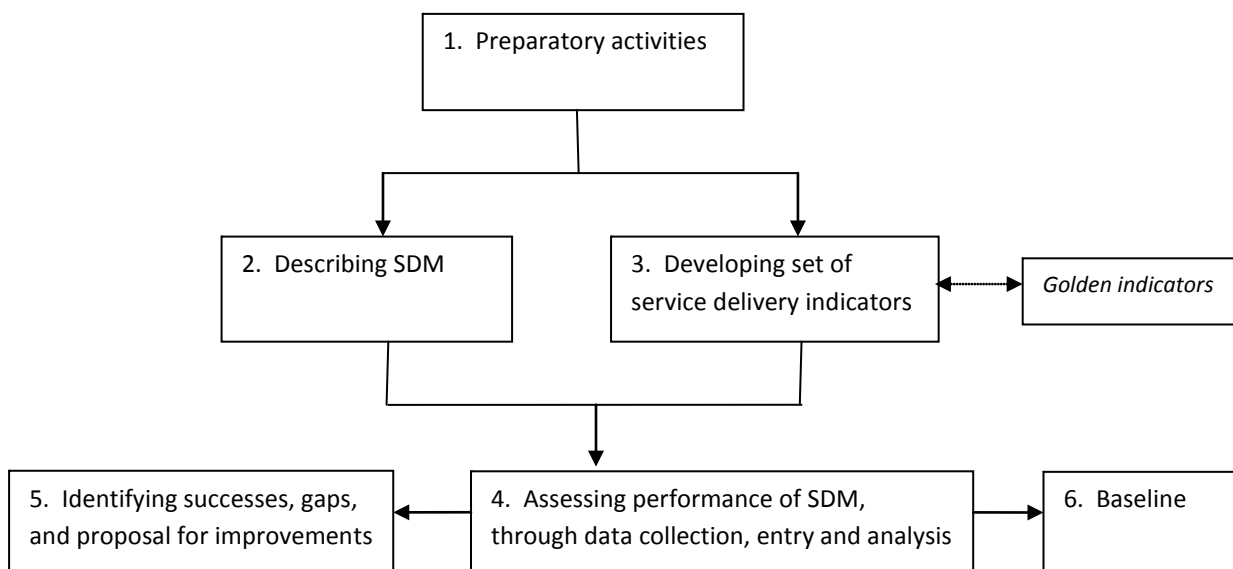 1. Preparatory activities
2. Describing SDM
3. Developing set of
service delivery indicators
Golden indicators
5. Identifying successes, gaps,
and proposal for improvements
4. Assessing performance of SDM,
through data collection, entry and analysis
6. Baseline